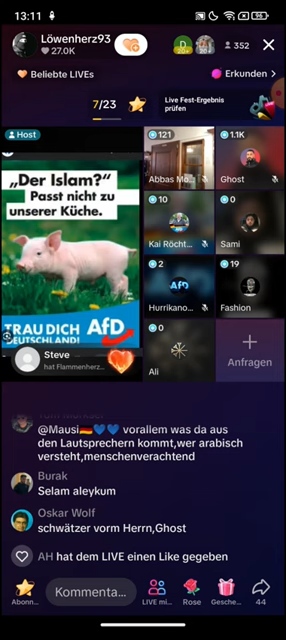 13:11
96
Löwenherz93
27.0K
20+
352
Beliebte LIVEs
Erkunden >
7/23
Live Fest-Ergebnis
prüfen
Host
„Der Islam?“
Passt nicht zu
unserer Küche.
TRAU DICH
DEUTSCHLAND!
AfD
Steve
hat Flammenherz...
121
Abbas Mo...
1.1K
Ghost
10
Kai Röcht...
0
Sami
2
AfD
Hurrikano...
19
Fashion
0
Ali
Anfragen
@Mausi🇩🇪💙💙 vorallem was da aus
den Lautsprechern kommt,wer arabisch
versteht,menschenverachtend
Burak
Selam aleykum
Oskar Wolf
schwätzer vorm Herrn,Ghost
AH hat dem LIVE einen Like gegeben
Abonn...
Kommenta...
LIVE mi...
Rose
Gesche...
44